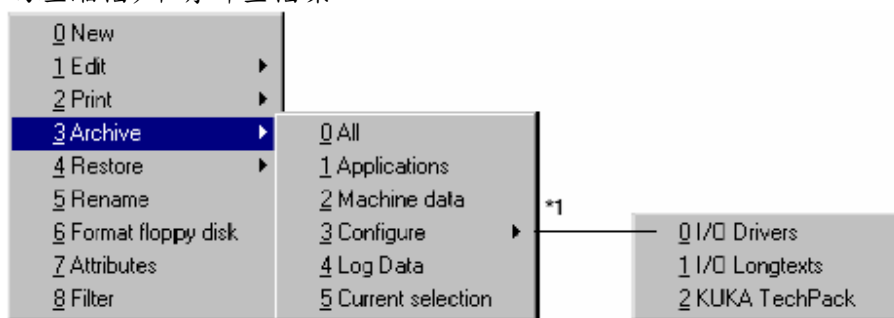 0 New
1 Edit
2 Print
3 Archive
4 Restore
5 Rename
6 Format floppy disk
7 Attributes
8 Filter
0 All
1 Applications
2 Machine data
3 Configure
4 Log Data
5 Current selection
*1
0 I/O Drivers
1 I/O Longtexts
2 KUKA TechPack